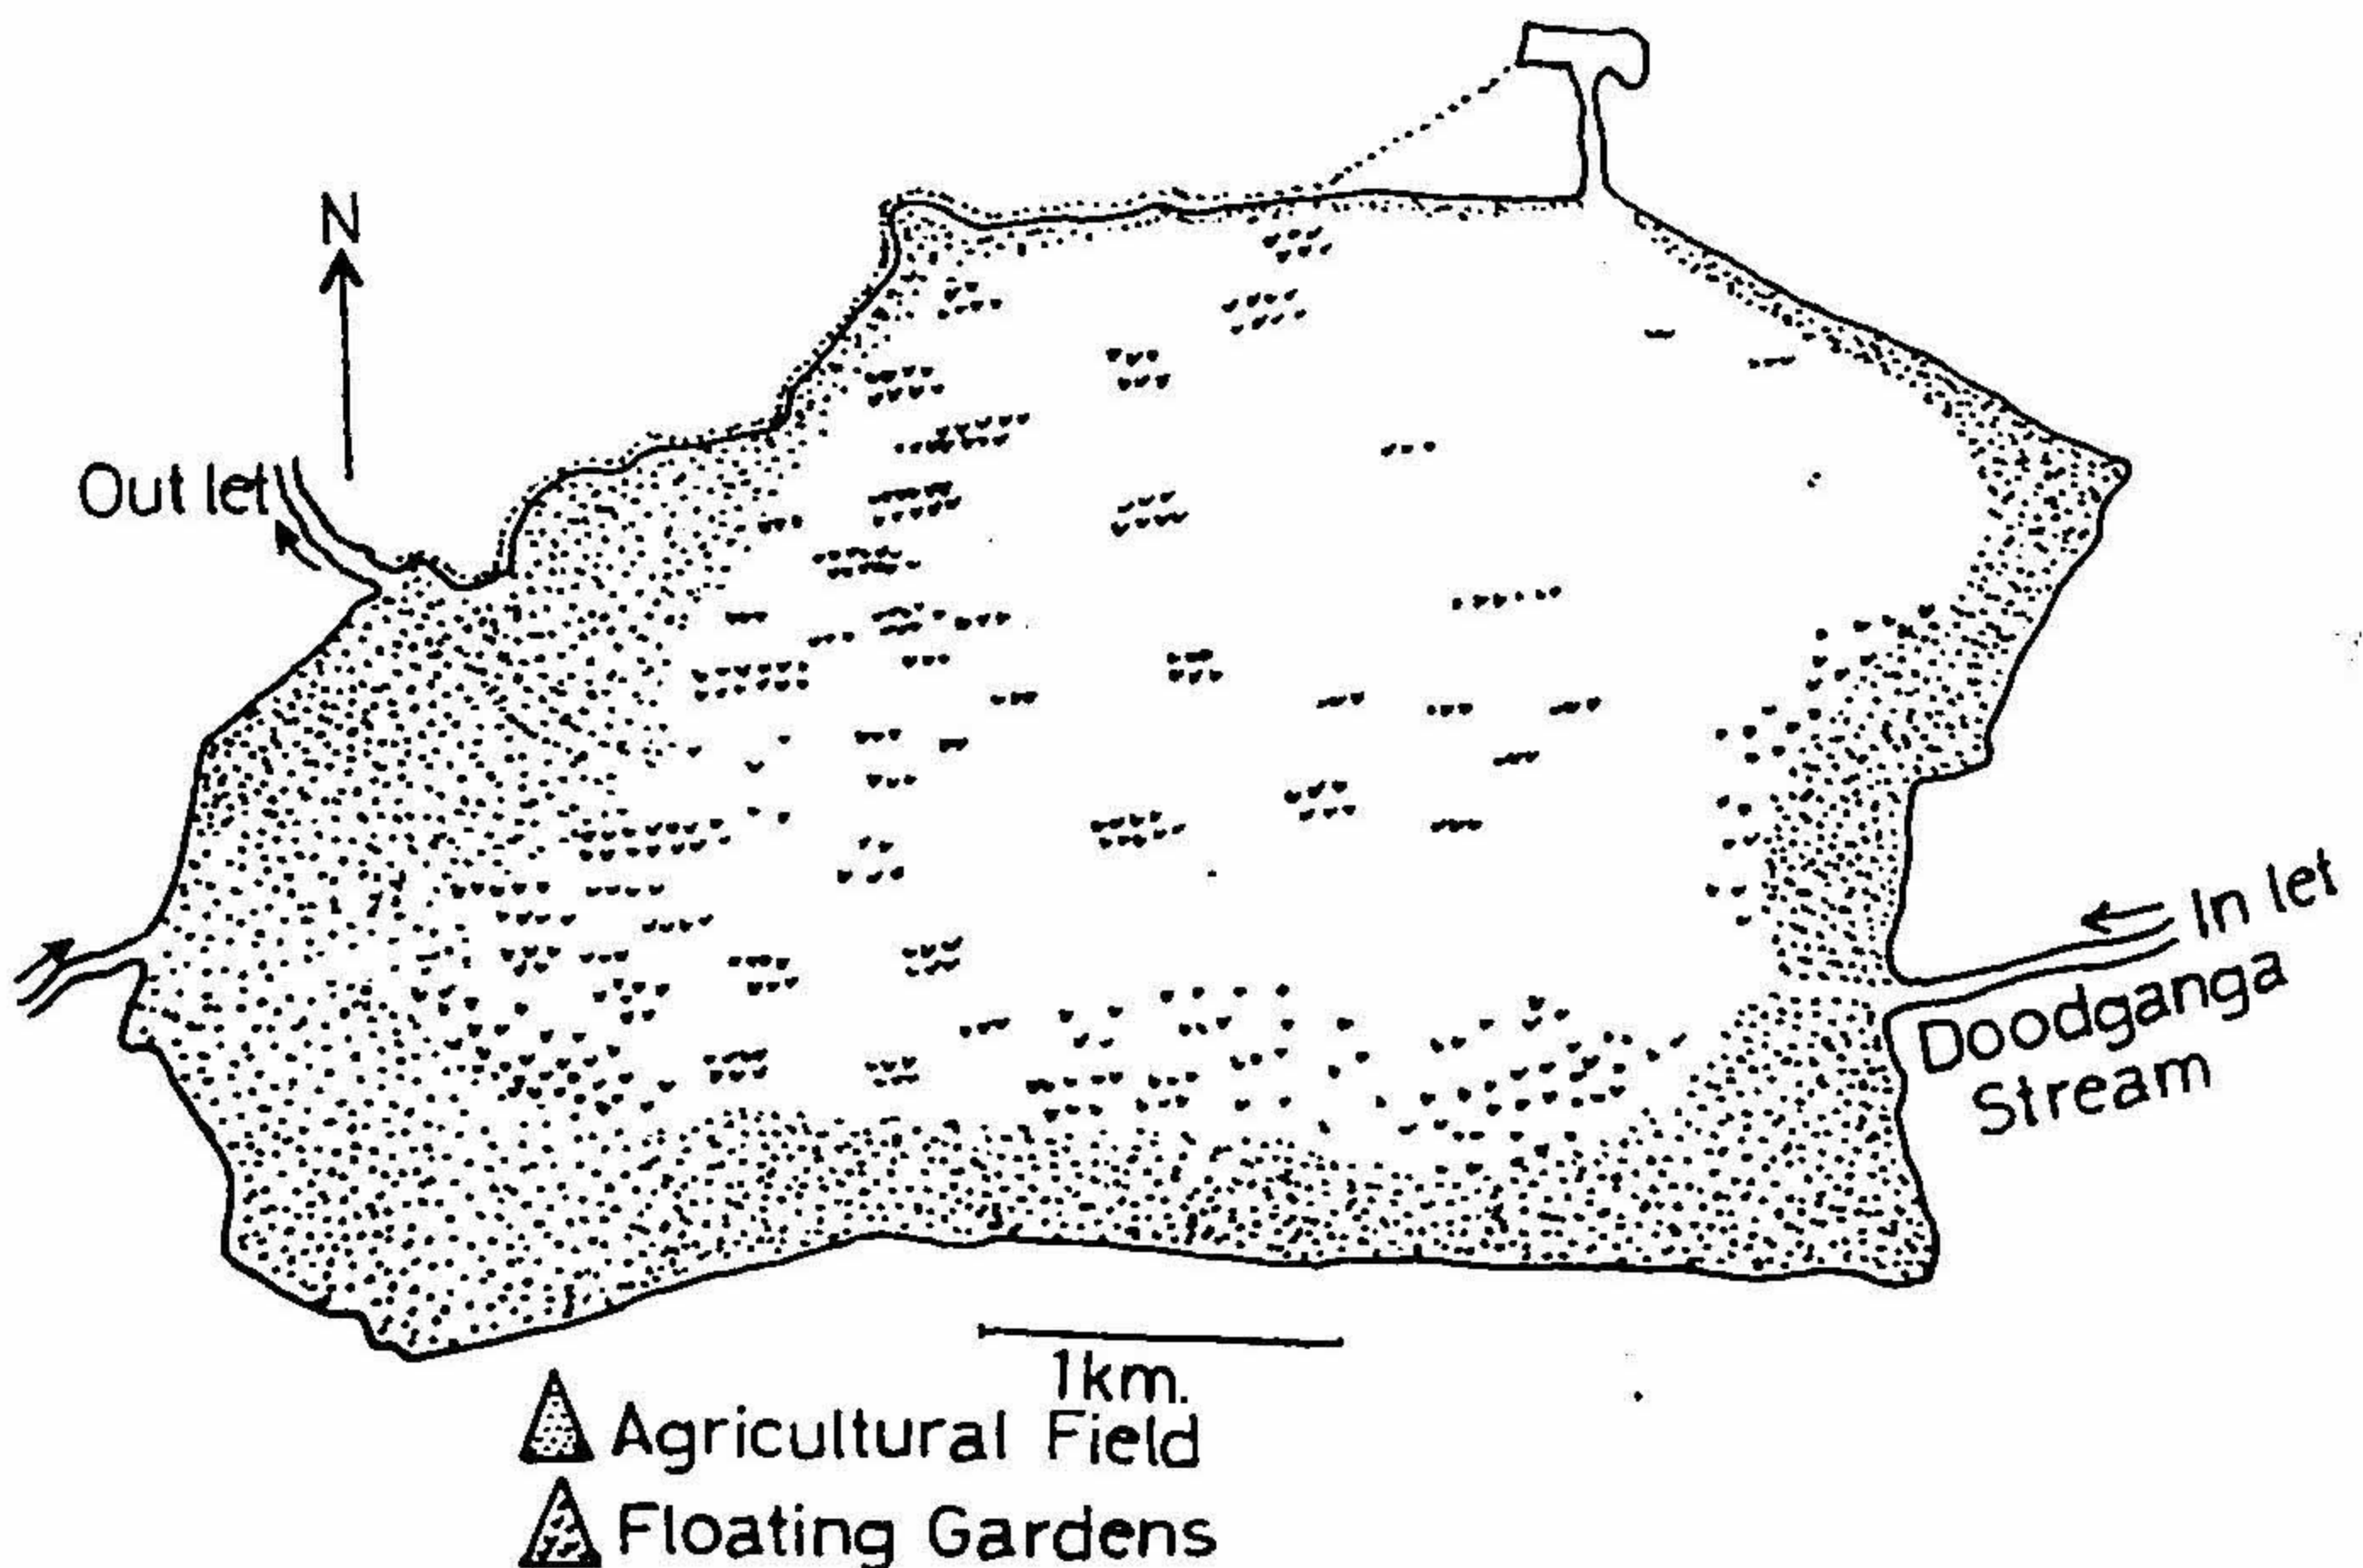 N
Out let
In let
Doodganga
Stream
1km.
Agricultural Field
Floating Gardens